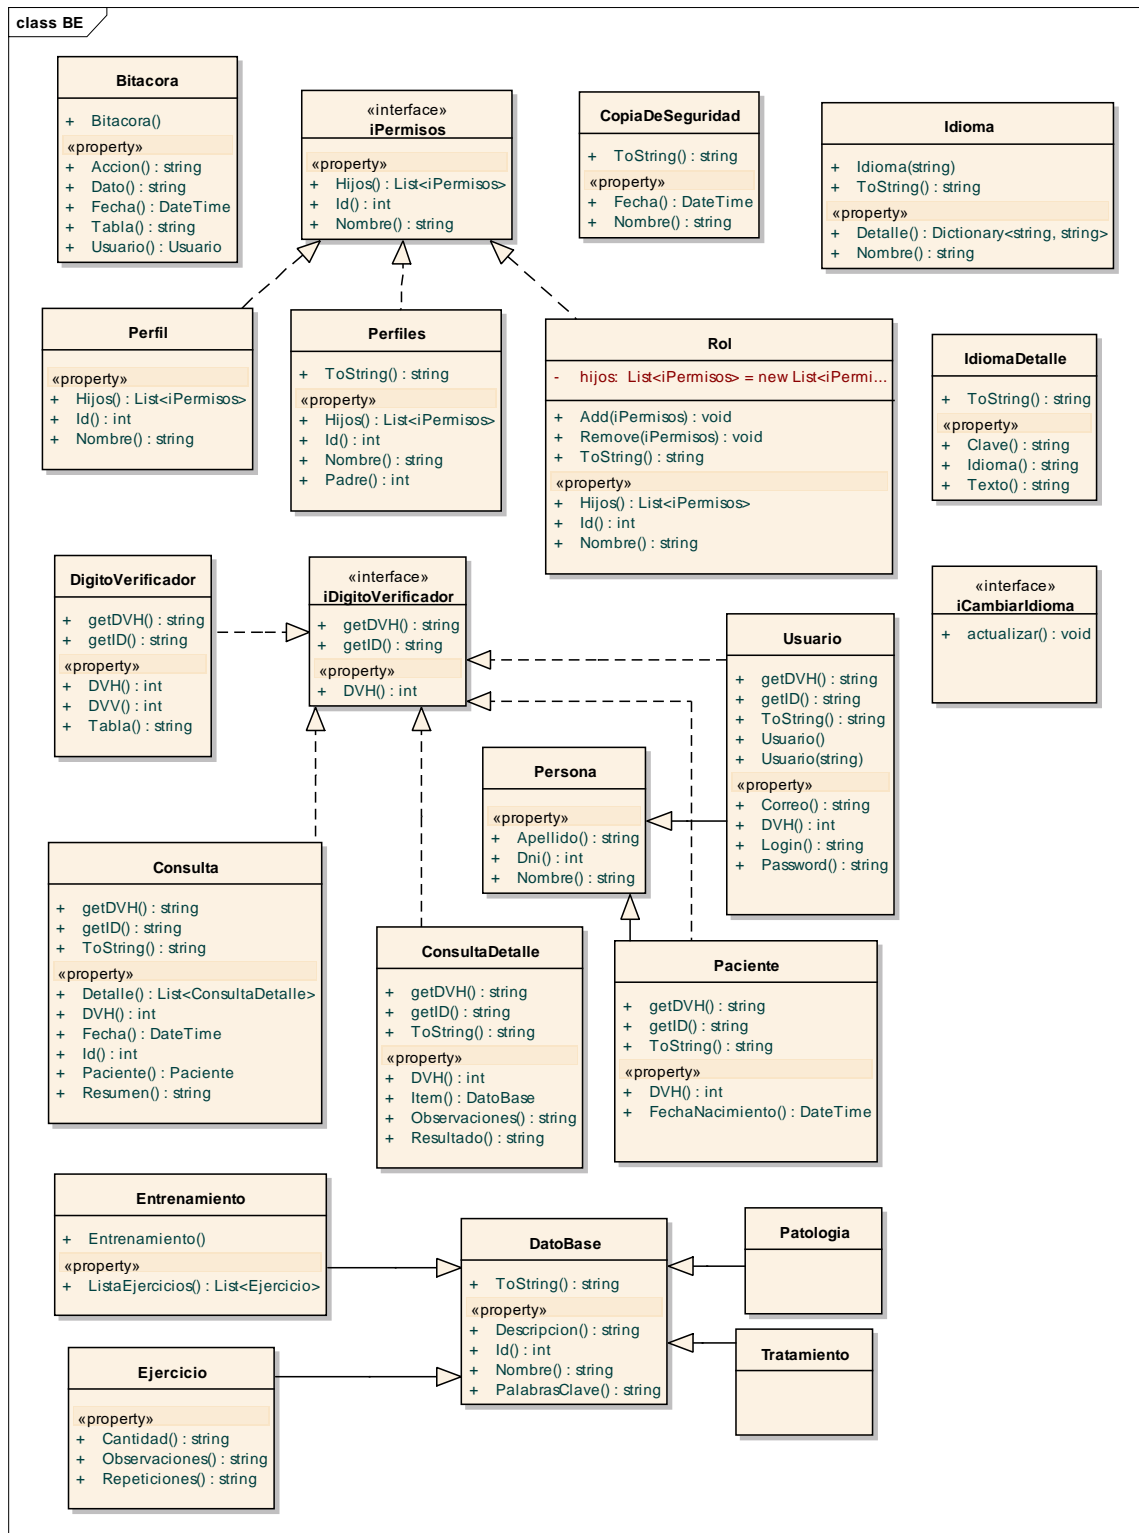 class BE
Bitacora
+ Bitacora()
«property»
+ Accion() : string
+ Dato() : string
+ Fecha() : DateTime
+ Tabla() : string
+ Usuario() : Usuario
«interface»
iPermisos
«property»
+ Hijos() : List<iPermisos>
+ Id() : int
+ Nombre() : string
CopiaDeSeguridad
+ ToString() : string
«property»
+ Fecha() : DateTime
+ Nombre() : string
Idioma
+ Idioma(string)
+ ToString() : string
«property»
+ Detalle() : Dictionary<string, string>
+ Nombre() : string
Perfil
«property»
+ Hijos() : List<iPermisos>
+ Id() : int
+ Nombre() : string
Perfiles
+ ToString() : string
«property»
+ Hijos() : List<iPermisos>
+ Id() : int
+ Nombre() : string
+ Padre() : int
Rol
- hijos: List<iPermisos> = new List<iPermi...
+ Add(iPermisos) : void
+ Remove(iPermisos) : void
+ ToString() : string
«property»
+ Hijos() : List<iPermisos>
+ Id() : int
+ Nombre() : string
IdiomaDetalle
+ ToString() : string
«property»
+ Clave() : string
+ Idioma() : string
+ Texto() : string
DigitoVerificador
+ getDVH() : string
+ getID() : string
«property»
+ DVH() : int
+ DVV() : int
+ Tabla() : string
«interface»
iDigitoVerificador
+ getDVH() : string
+ getID() : string
«property»
+ DVH() : int
Usuario
+ getDVH() : string
+ getID() : string
+ ToString() : string
+ Usuario()
+ Usuario(string)
«property»
+ Correo() : string
+ DVH() : int
+ Login() : string
+ Password() : string
«interface»
iCambiarIdioma
+ actualizar() : void
Persona
«property»
+ Apellido() : string
+ Dni() : int
+ Nombre() : string
Consulta
+ getDVH() : string
+ getID() : string
+ ToString() : string
«property»
+ Detalle() : List<ConsultaDetalle>
+ DVH() : int
+ Fecha() : DateTime
+ Id() : int
+ Paciente() : Paciente
+ Resumen() : string
ConsultaDetalle
+ getDVH() : string
+ getID() : string
+ ToString() : string
«property»
+ DVH() : int
+ Item() : DatoBase
+ Observaciones() : string
+ Resultado() : string
Paciente
+ getDVH() : string
+ getID() : string
+ ToString() : string
«property»
+ DVH() : int
+ FechaNacimiento() : DateTime
Entrenamiento
+ Entrenamiento()
«property»
+ ListaEjercicios() : List<Ejercicio>
DatoBase
+ ToString() : string
«property»
+ Descripcion() : string
+ Id() : int
+ Nombre() : string
+ PalabrasClave() : string
Patologia
Tratamiento
Ejercicio
«property»
+ Cantidad() : string
+ Observaciones() : string
+ Repeticiones() : string